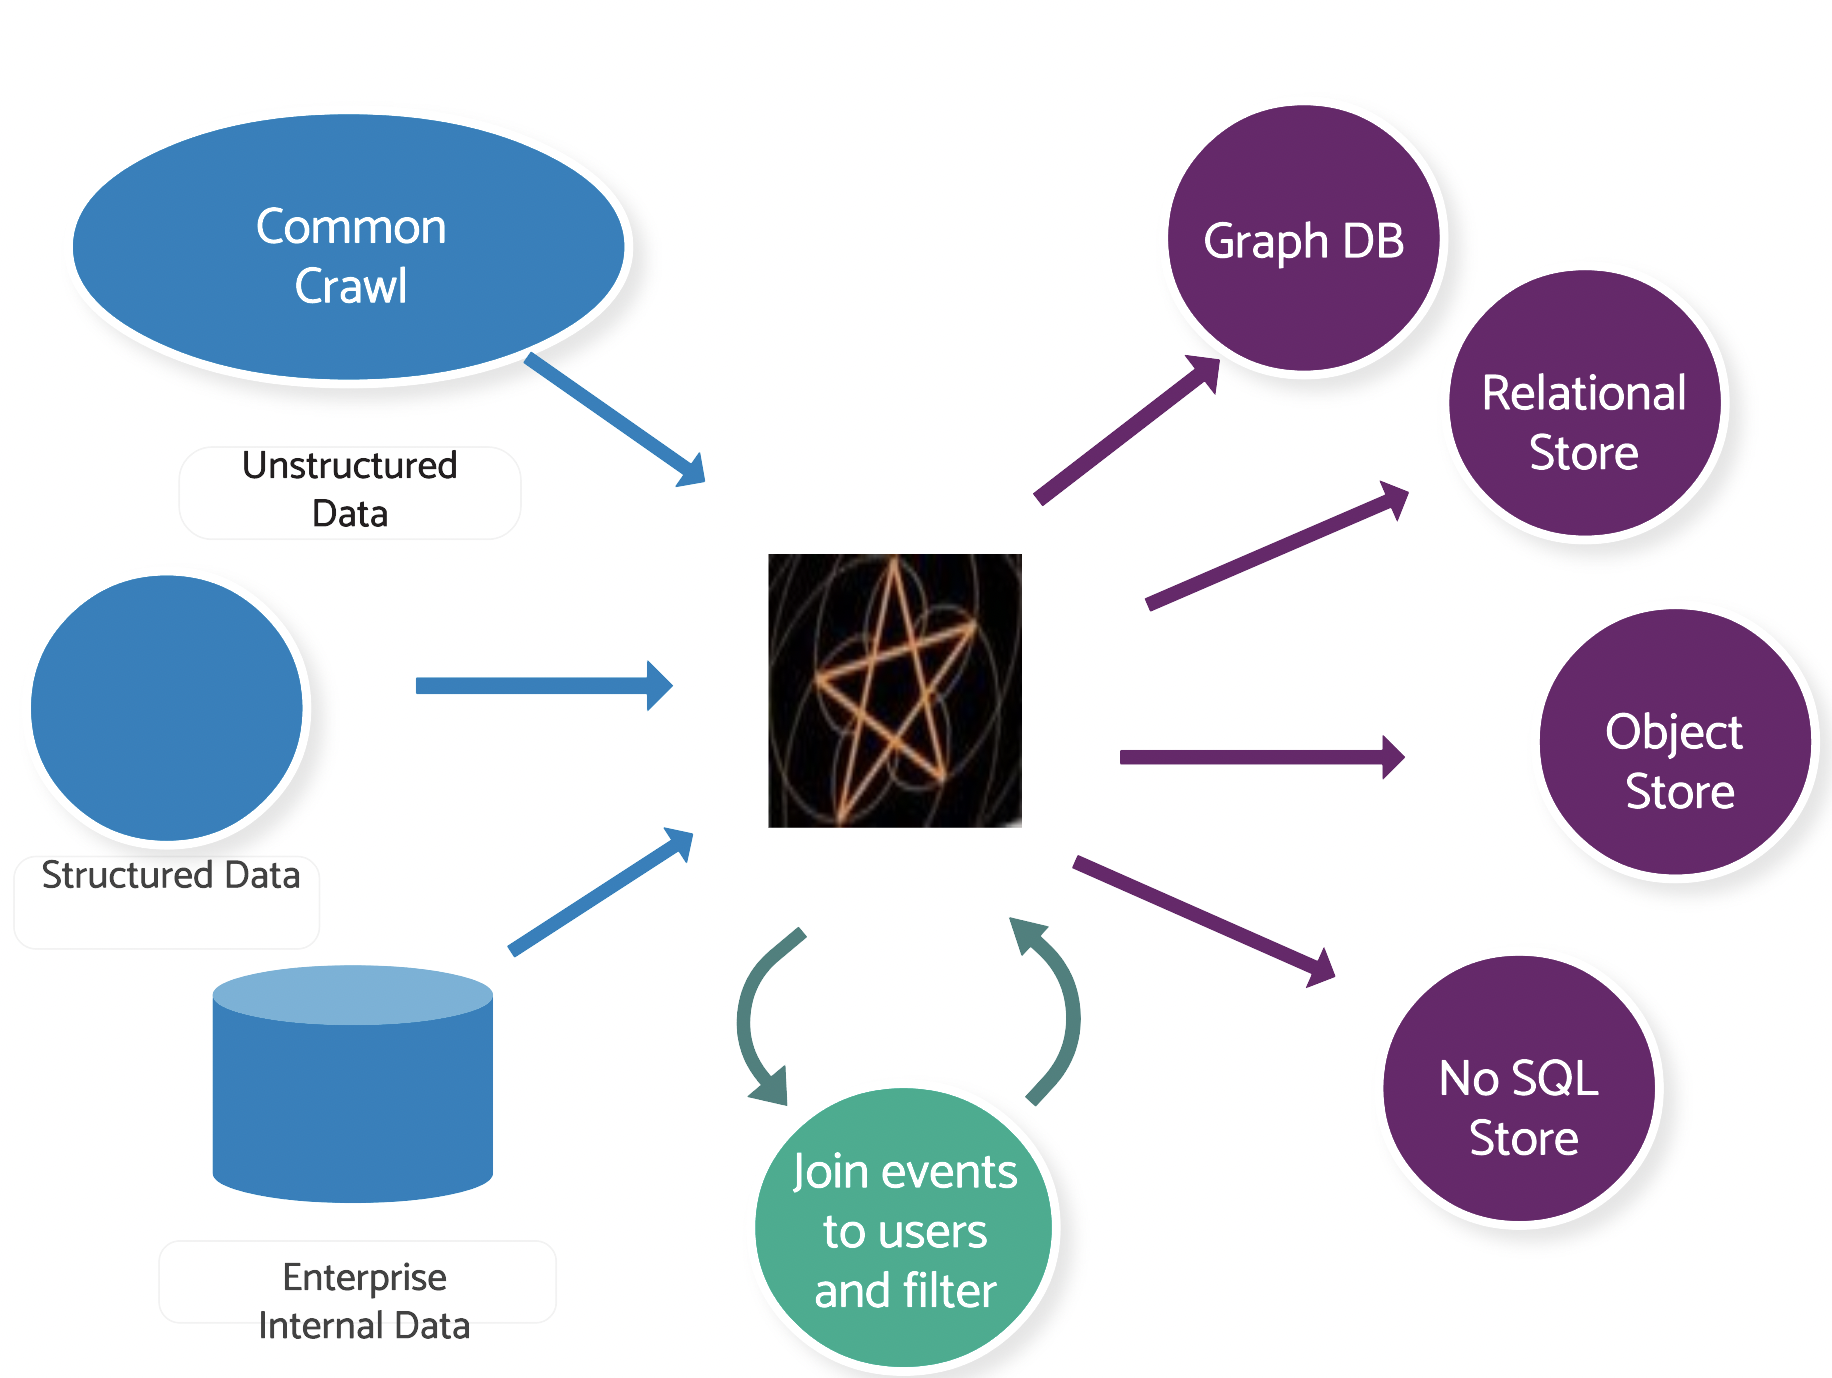 Common
Crawl
Unstructured
Data
Structured Data
Enterprise
Internal Data
Join events
to users
and filter
Graph DB
Relational
Store
Object
Store
No SQL
Store